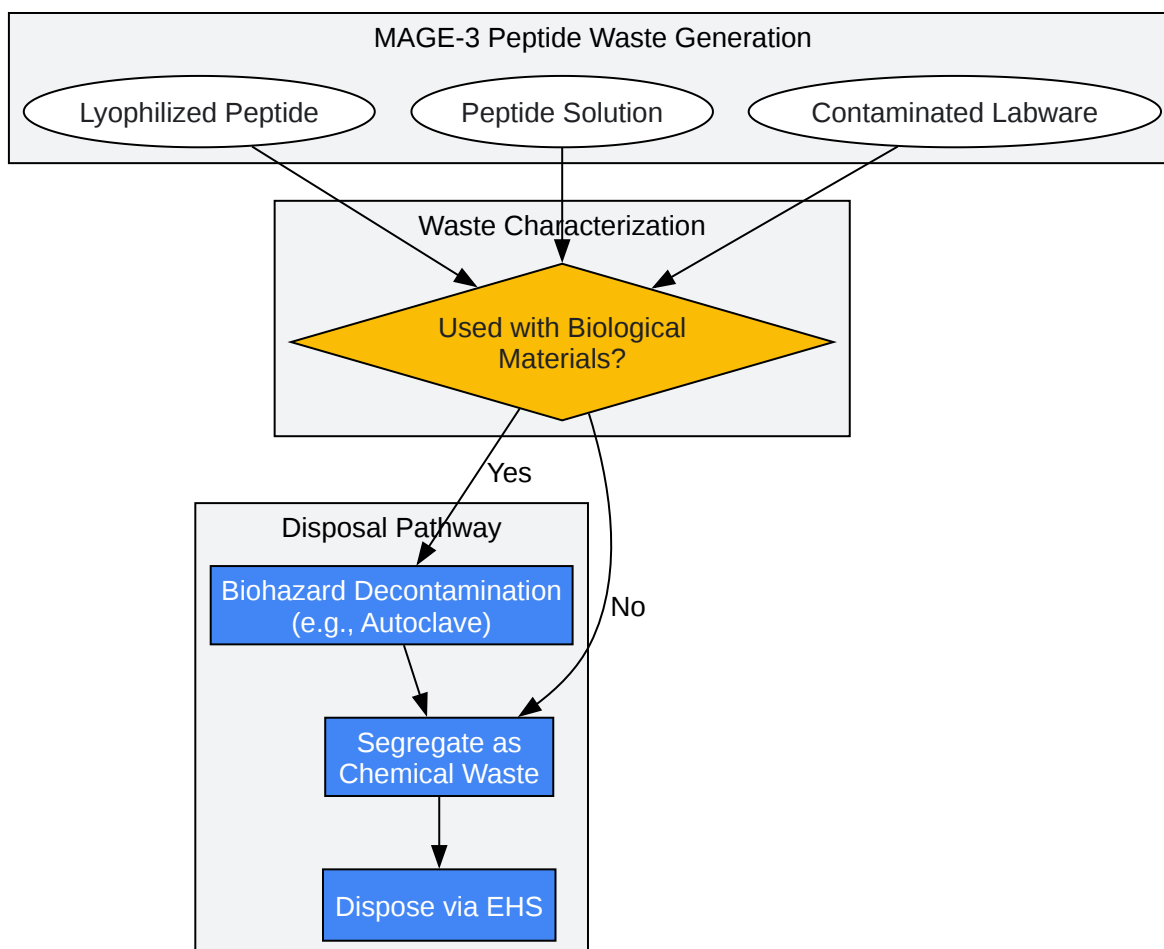 MAGE-3 Peptide Waste Generation
Lyophilized Peptide
Peptide Solution
Contaminated Labware
Waste Characterization
Used with Biological
Materials?
Yes
Disposal Pathway
Biohazard Decontamination
(e.g., Autoclave)
No
Segregate as
Chemical Waste
Dispose via EHS